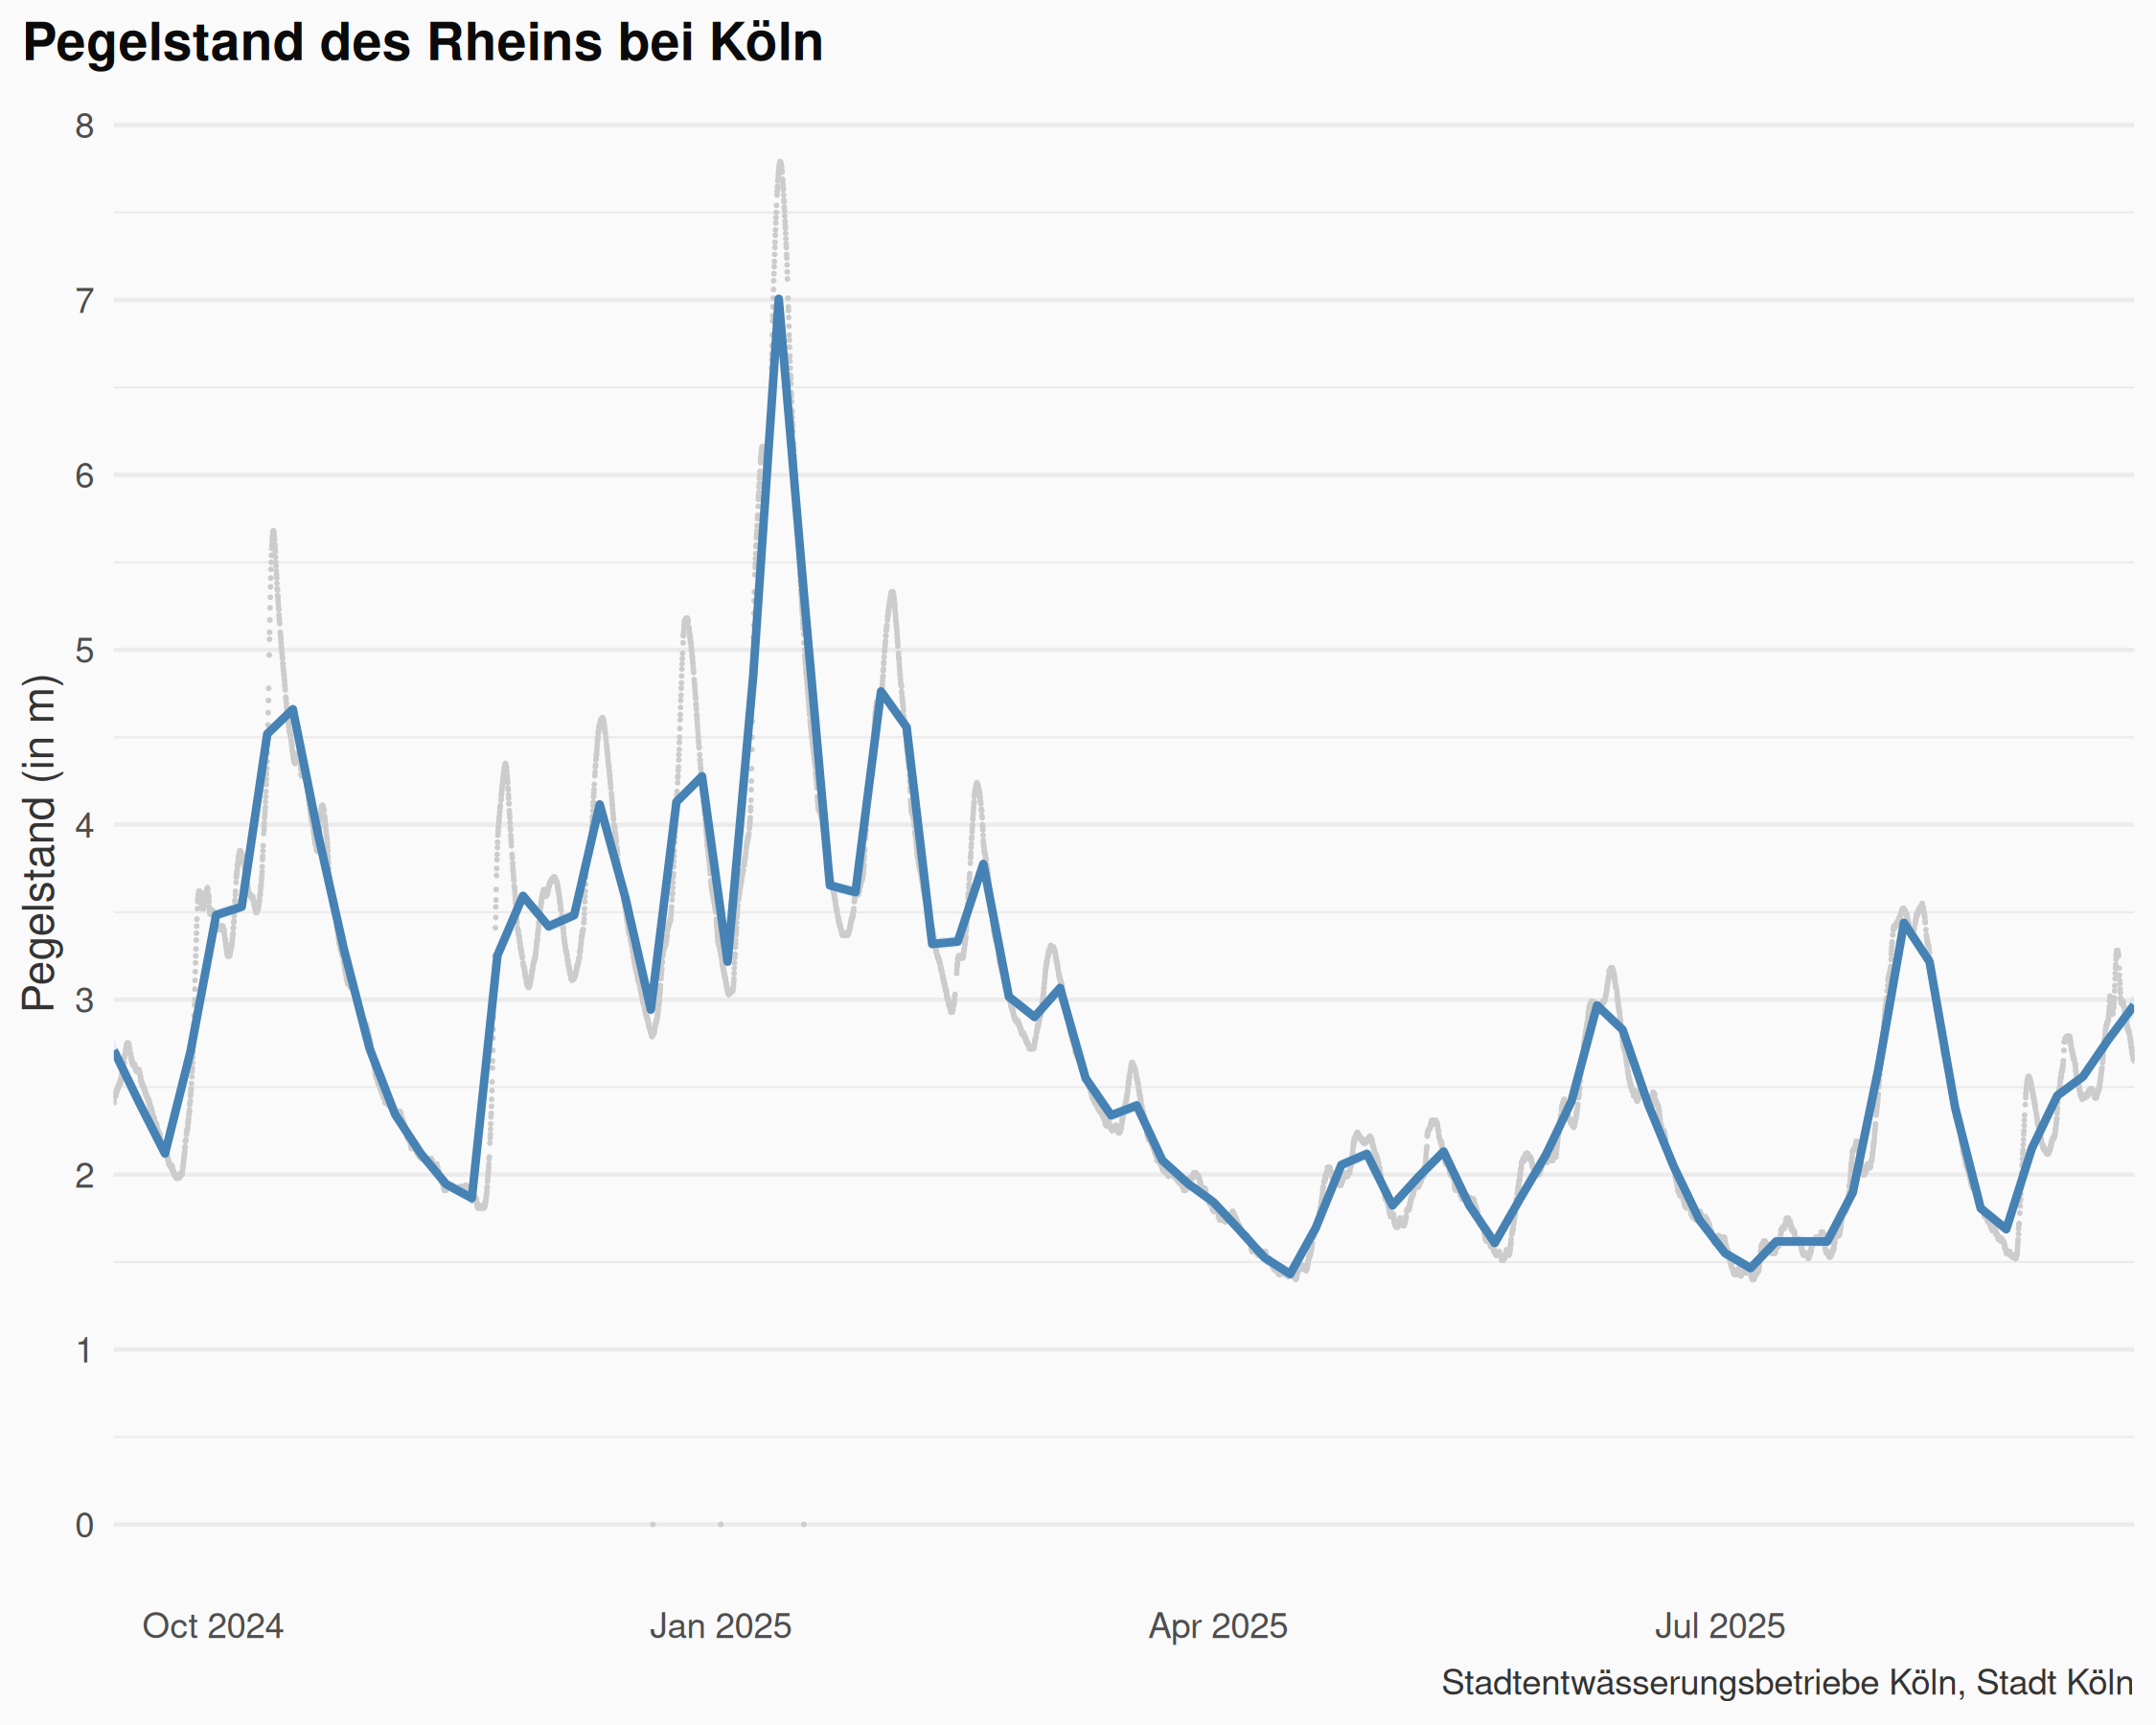 Pegelstand des Rheins bei Köln
Pegelstand (in m)
8
7
6
5
4
3
2
1
0
Oct 2024 Jan 2025 Apr 2025 Jul 2025
Stadtentwässerungsbetriebe Köln, Stadt Köln